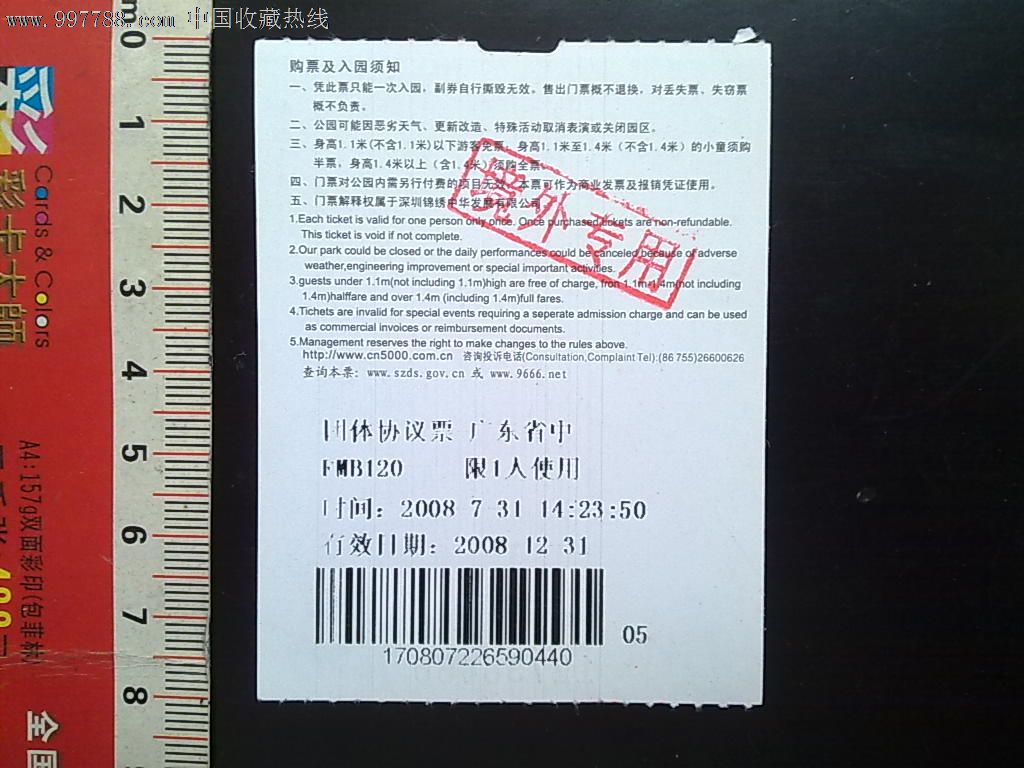 www.997788.com 中国收藏热线
购票及入园须知
一、凭此票只能一次入园，副券自行撕毁无效。售出门票概不退换，对丢失票、失窃票
概不负责。
二、公园可能因恶劣天气、更新改造、特殊活动取消表演或关闭园区。
三、身高1.1米(不含1.1米)以下游客免票，身高1.1米至1.4米（不含1.4米）的小童须购
半票，身高1.4米以上（含1.4米）须购全票。
四、门票对公园内需另行付费的项目无效，本票可作为商业发票及报销凭证使用。
五、门票解释权属于深圳锦绣中华发展有限公司
境外专用
1.Each ticket is valid for one person only once. Once purchased tickets are non-refundable.
This ticket is void if not complete.
2.Our park could be closed or the daily performances could be canceled because of adverse
weather,engineering improvement or special important activities.
3.guests under 1.1m(not including 1.1m)high are free of charge, fron 1.1m-1.4m(not including
1.4m)halffare and over 1.4m (including 1.4m)full fares.
4.Tichets are invalid for special events requiring a seperate admission charge and can be used
as commercial invoices or reimbursement documents.
5.Management reserves the right to make changes to the rules above.
http://www.cn5000.com.cn 咨询投诉电话(Consultation,Complaint Tel):(86 755)26600626
查询本票: www.szds.gov.cn 或 www.9666.net
团体协议票 广东省中
FMB120 限1人使用
时间: 2008 7 31 14:23:50
有效日期: 2008 12 31
05
170807226590440
0 1 2 3 4 5 6 7 8
Cards & Colors
彩卡大師
A4:157g双面彩印(包菲林)
全国